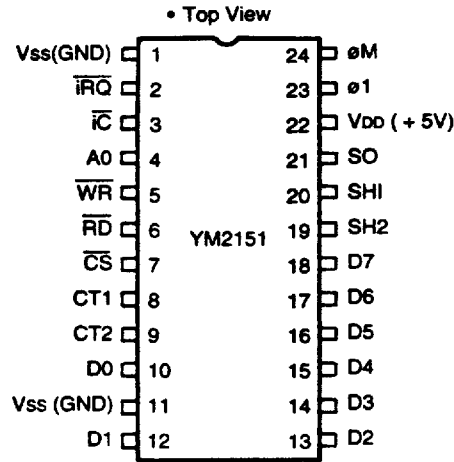 • Top View
Vss(GND) 1 24 øM
iRQ 2 23 ø1
iC 3 22 VDD ( + 5V)
A0 4 21 SO
WR 5 20 SHI
RD 6 19 SH2
YM2151
CS 7 18 D7
CT1 8 17 D6
CT2 9 16 D5
D0 10 15 D4
Vss (GND) 11 14 D3
D1 12 13 D2